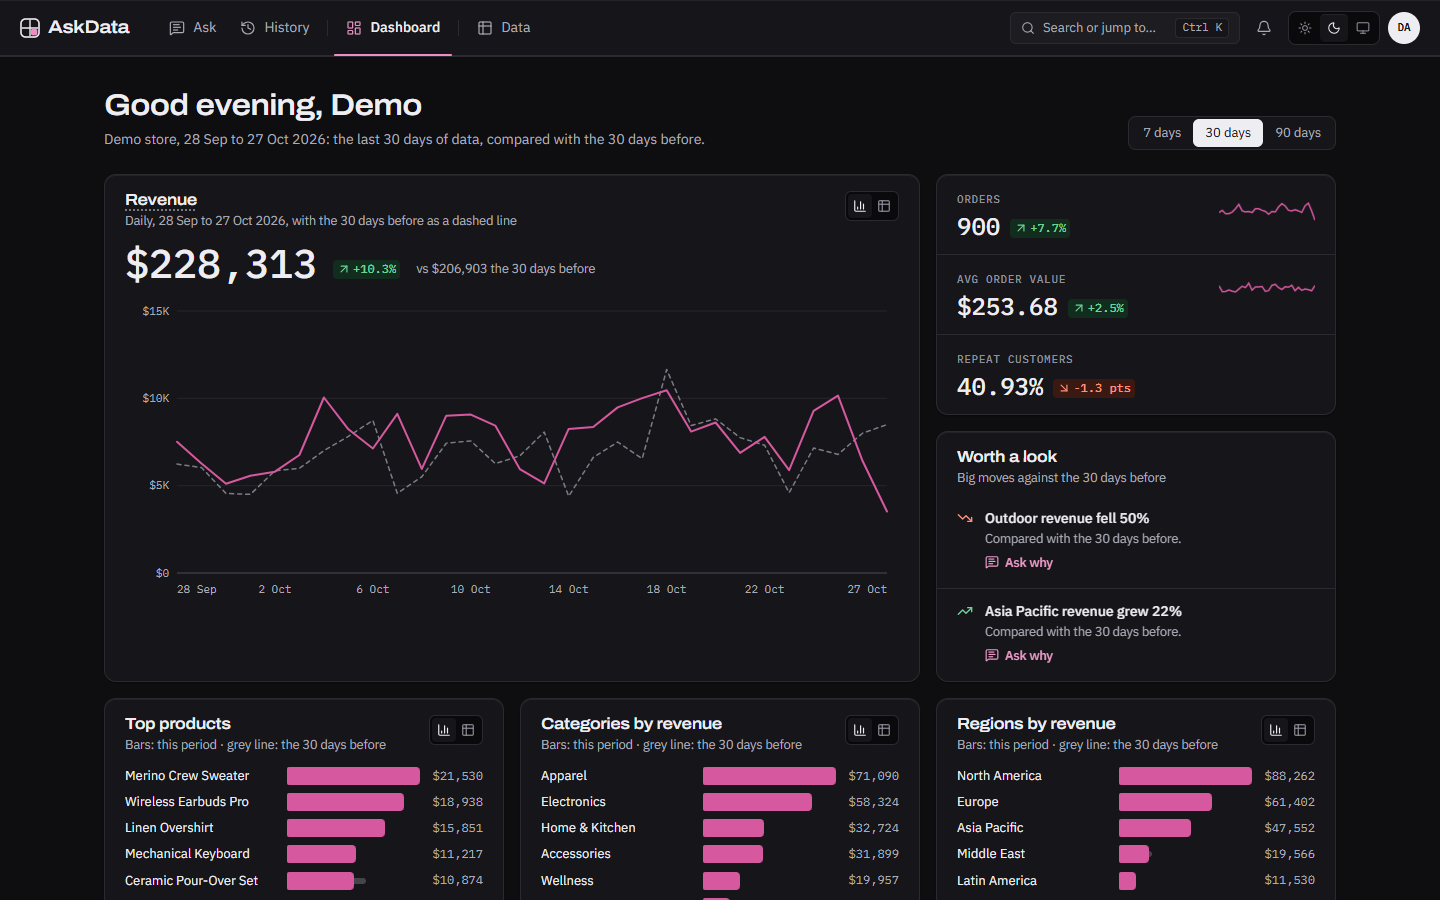 AskData
Ask
History
Dashboard
Data
Search or jump to...
Ctrl K
DA
Good evening, Demo
Demo store, 28 Sep to 27 Oct 2026: the last 30 days of data, compared with the 30 days before.
7 days
30 days
90 days
Revenue
Daily, 28 Sep to 27 Oct 2026, with the 30 days before as a dashed line
$228,313
+10.3%
vs $206,903 the 30 days before
$15K
$10K
$5K
$0
28 Sep
2 Oct
6 Oct
10 Oct
14 Oct
18 Oct
22 Oct
27 Oct
ORDERS
900
+7.7%
AVG ORDER VALUE
$253.68
+2.5%
REPEAT CUSTOMERS
40.93%
-1.3 pts
Worth a look
Big moves against the 30 days before
Outdoor revenue fell 50%
Compared with the 30 days before.
Ask why
Asia Pacific revenue grew 22%
Compared with the 30 days before.
Ask why
Top products
Bars: this period · grey line: the 30 days before
Merino Crew Sweater $21,530
Wireless Earbuds Pro $18,938
Linen Overshirt $15,851
Mechanical Keyboard $11,217
Ceramic Pour-Over Set $10,874
Categories by revenue
Bars: this period · grey line: the 30 days before
Apparel $71,090
Electronics $58,324
Home & Kitchen $32,724
Accessories $31,899
Wellness $19,957
Regions by revenue
Bars: this period · grey line: the 30 days before
North America $88,262
Europe $61,402
Asia Pacific $47,552
Middle East $19,566
Latin America $11,530